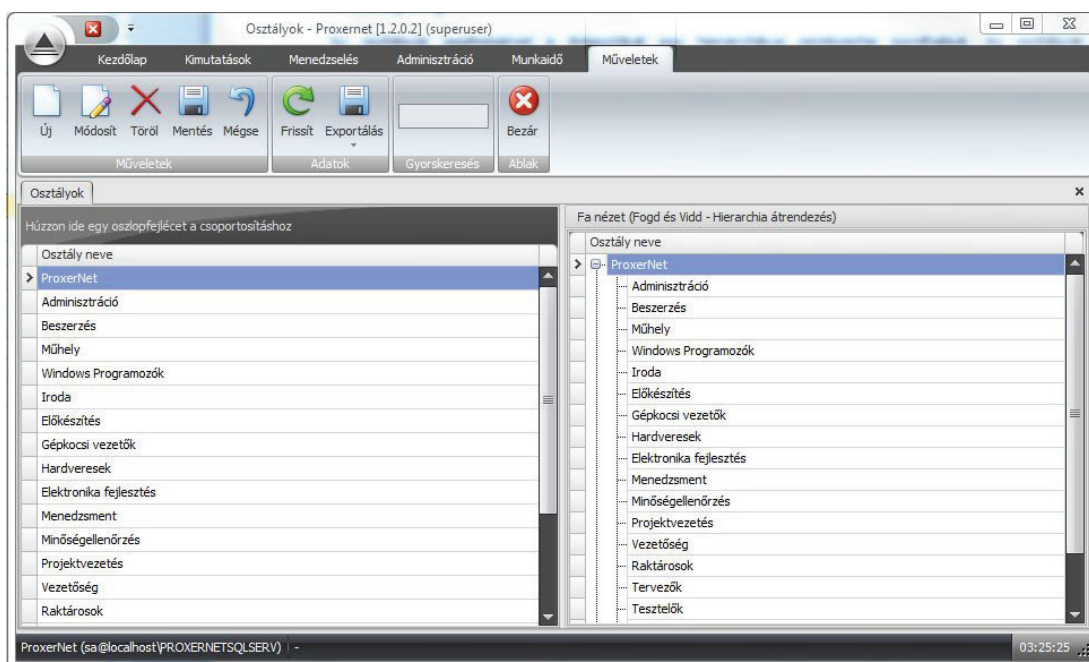 Osztályok - Proxernet [1.2.0.2] (superuser)
Kezdőlap Kimutatások Menedzselés Adminisztráció Munkaidő Műveletek
Új Módosít Töröl Mentés Mégse Frissít Exportálás Bezár
Műveletek Adatok Gyorskeresés Ablak
Osztályok
Húzzon ide egy oszlopfejlécet a csoportosításhoz
Osztály neve
ProxerNet
Adminisztráció
Beszerzés
Műhely
Windows Programozók
Iroda
Előkészítés
Gépkocsi vezetők
Hardveresek
Elektronika fejlesztés
Menedzsment
Minőségellenőrzés
Projektvezetés
Vezetőség
Raktárosok
Fa nézet (Fogd és Vidd - Hierarchia átrendezés)
Osztály neve
ProxerNet
Adminisztráció
Beszerzés
Műhely
Windows Programozók
Iroda
Előkészítés
Gépkocsi vezetők
Hardveresek
Elektronika fejlesztés
Menedzsment
Minőségellenőrzés
Projektvezetés
Vezetőség
Raktárosok
Tervezők
Tesztelők
ProxerNet (sa@localhost\PROXERNETSQLSERV) -
03:25:25